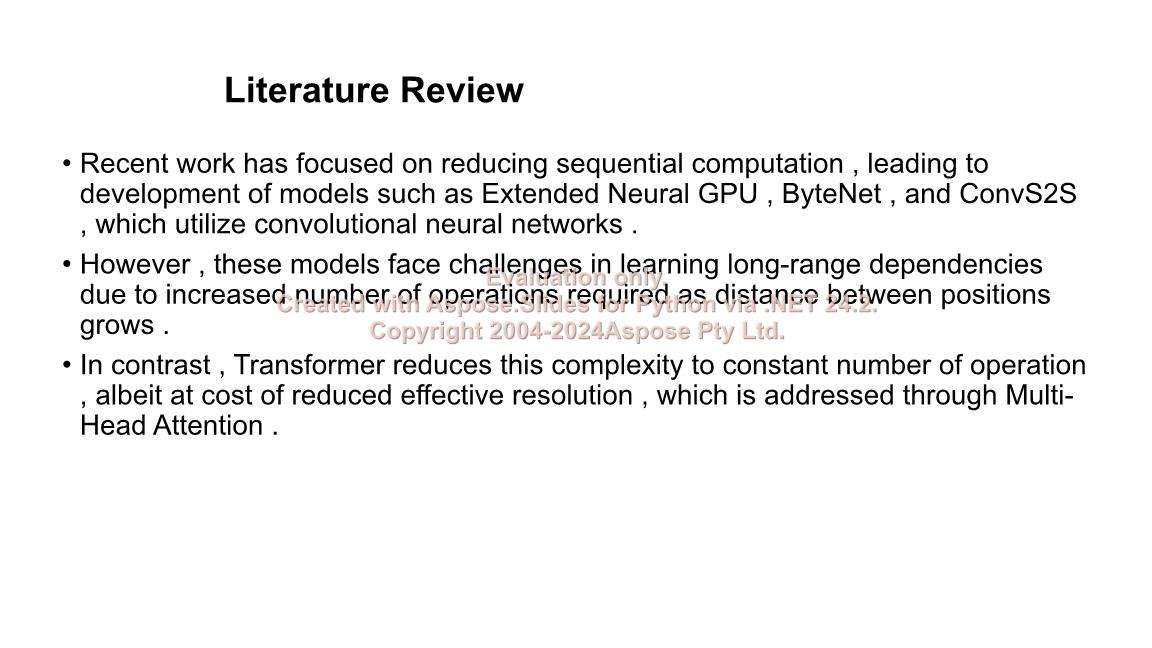 Literature Review
• Recent work has focused on reducing sequential computation , leading to
development of models such as Extended Neural GPU , ByteNet , and ConvS2S
, which utilize convolutional neural networks .
• However , these models face challenges in learning long-range dependencies
Evaluation only.
due to increased number of operations required as distance between positions
Created with Aspose.Slides for Python via .NET 24.2.
grows .
Copyright 2004-2024Aspose Pty Ltd.
• In contrast , Transformer reduces this complexity to constant number of operation
, albeit at cost of reduced effective resolution , which is addressed through Multi-
Head Attention .